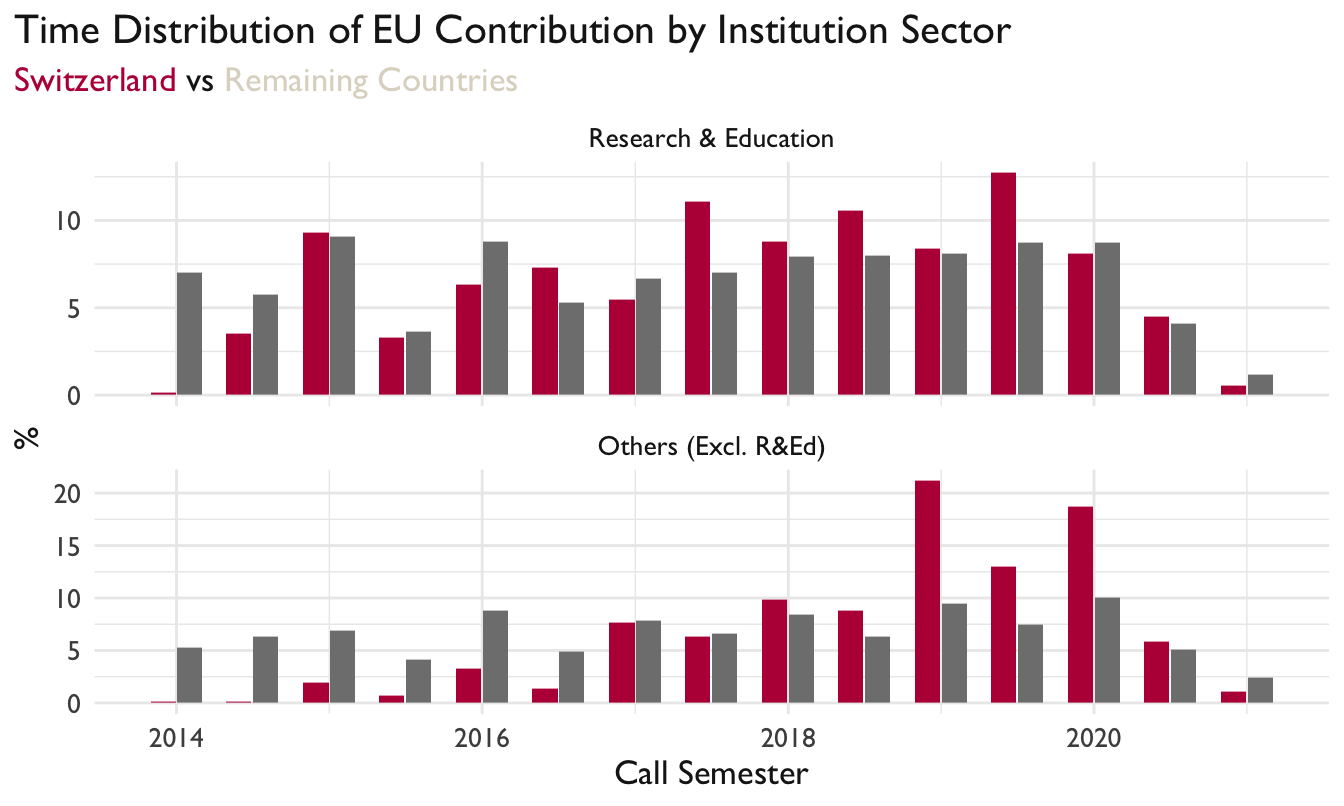 Time Distribution of EU Contribution by Institution Sector
Switzerland vs Remaining Countries
Research & Education
10
5
0
%
Others (Excl. R&Ed)
20
15
10
5
0
2014 2016 2018 2020
Call Semester